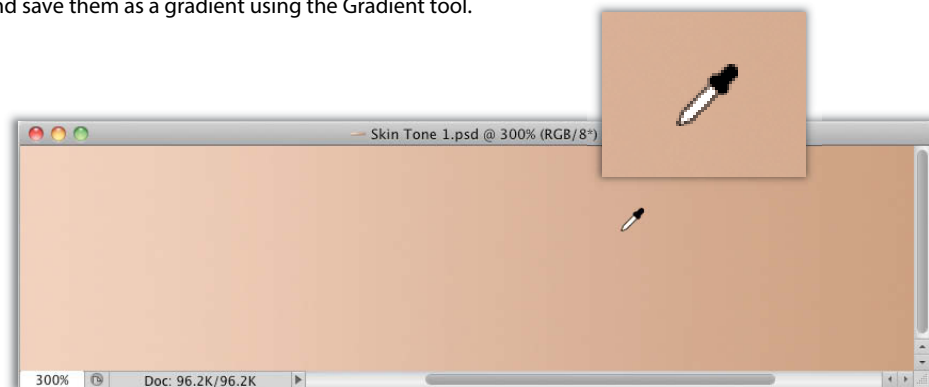 nd save them as a gradient using the Gradient tool.
Skin Tone 1.psd @ 300% (RGB/8*)
300% Doc: 96.2K/96.2K